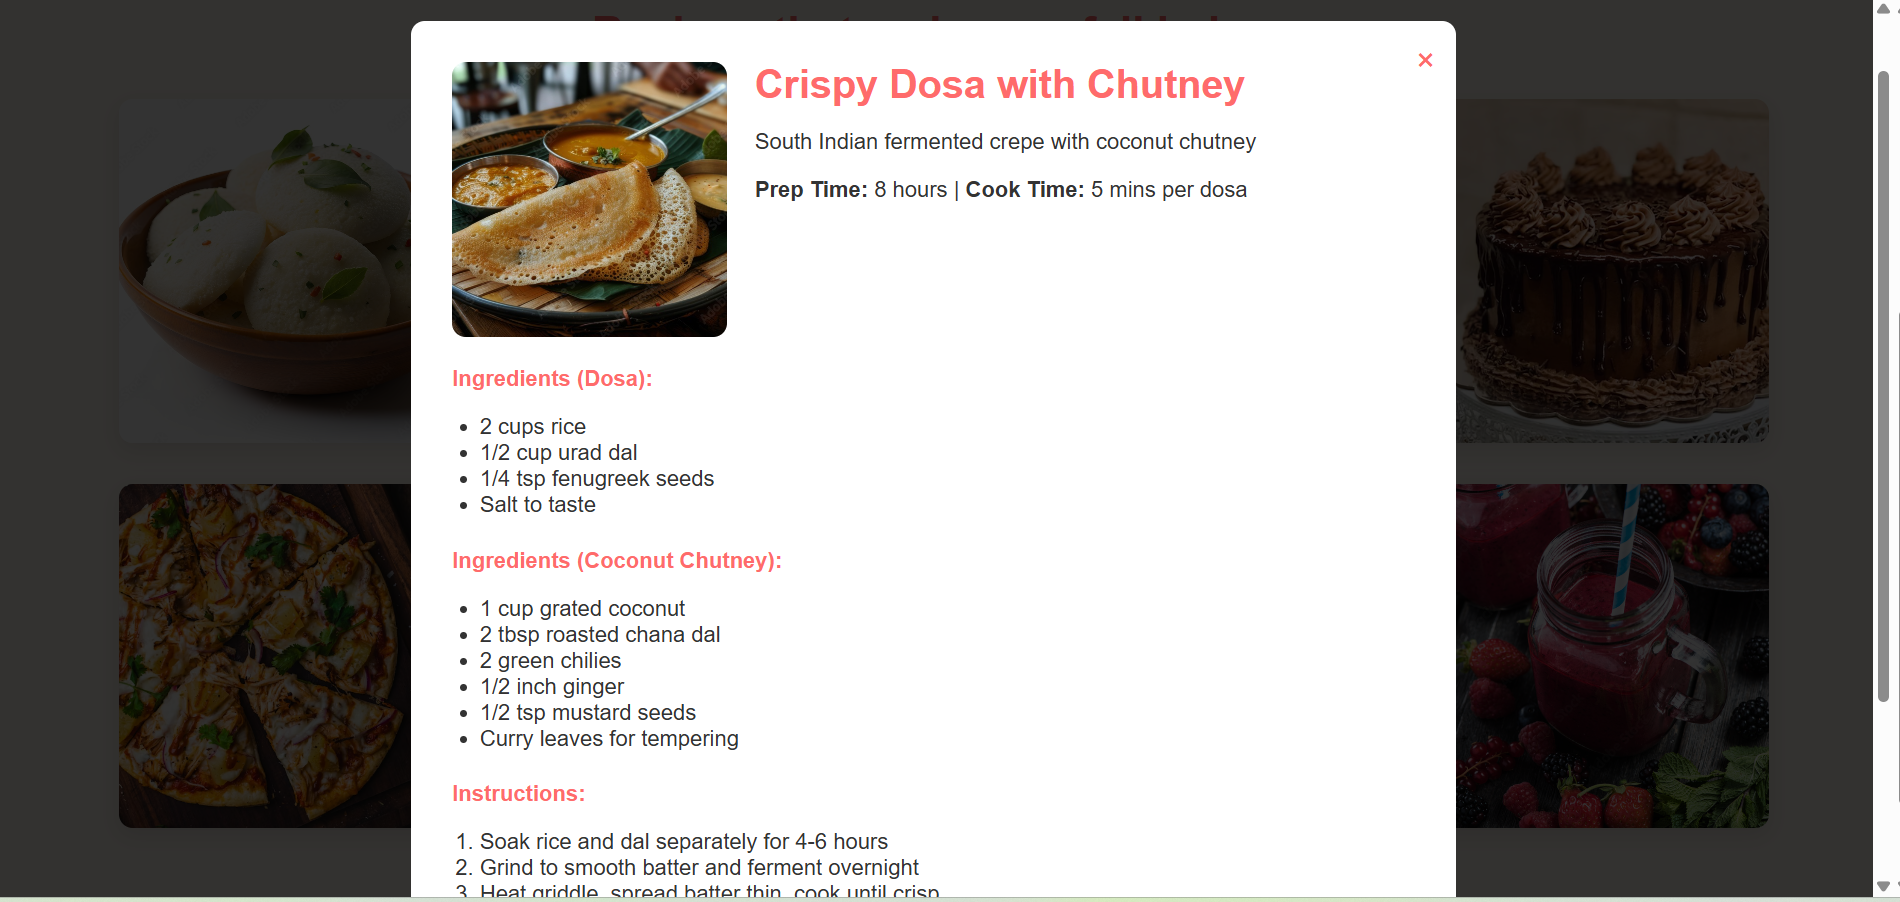 ×
Crispy Dosa with Chutney
South Indian fermented crepe with coconut chutney
Prep Time: 8 hours | Cook Time: 5 mins per dosa
Ingredients (Dosa):
2 cups rice
1/2 cup urad dal
1/4 tsp fenugreek seeds
Salt to taste
Ingredients (Coconut Chutney):
1 cup grated coconut
2 tbsp roasted chana dal
2 green chilies
1/2 inch ginger
1/2 tsp mustard seeds
Curry leaves for tempering
Instructions:
1. Soak rice and dal separately for 4-6 hours
2. Grind to smooth batter and ferment overnight
3. Heat griddle, spread batter thin, cook until crisp